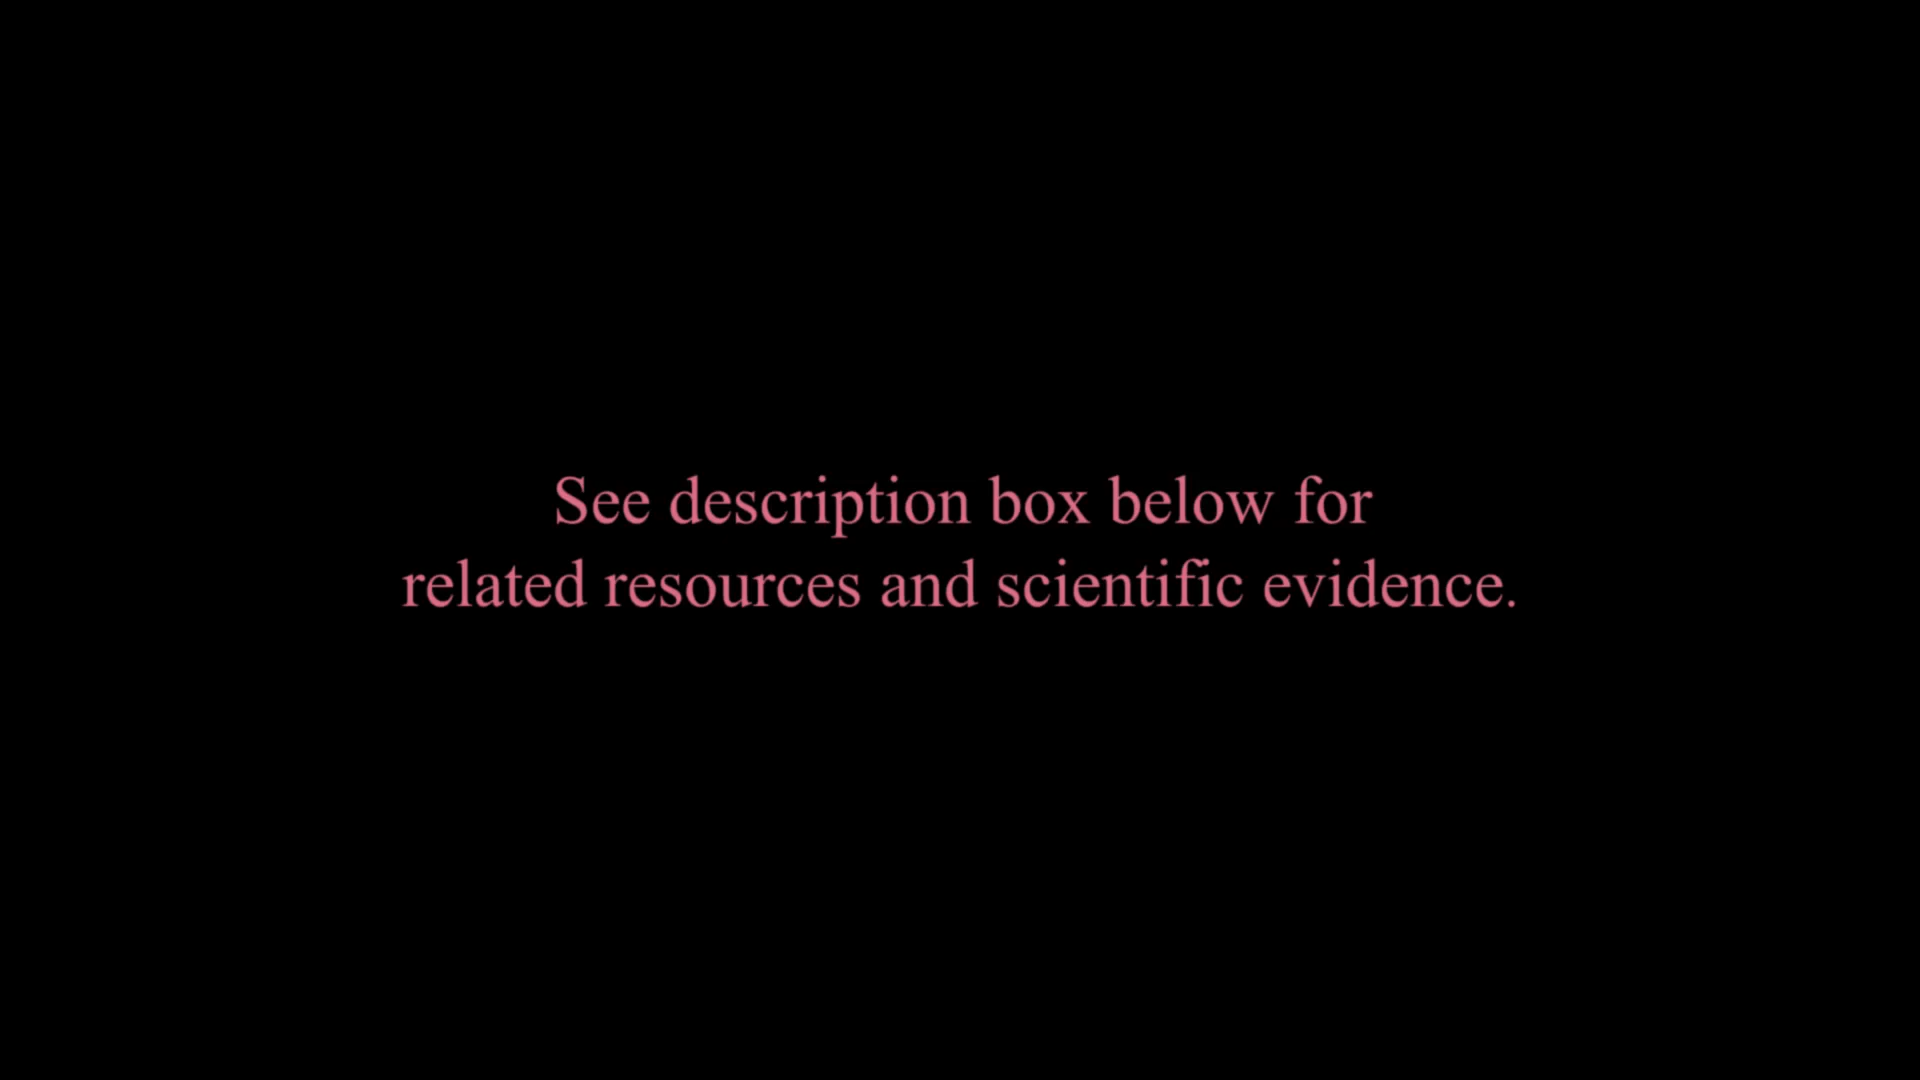 See description box below for
related resources and scientific evidence.